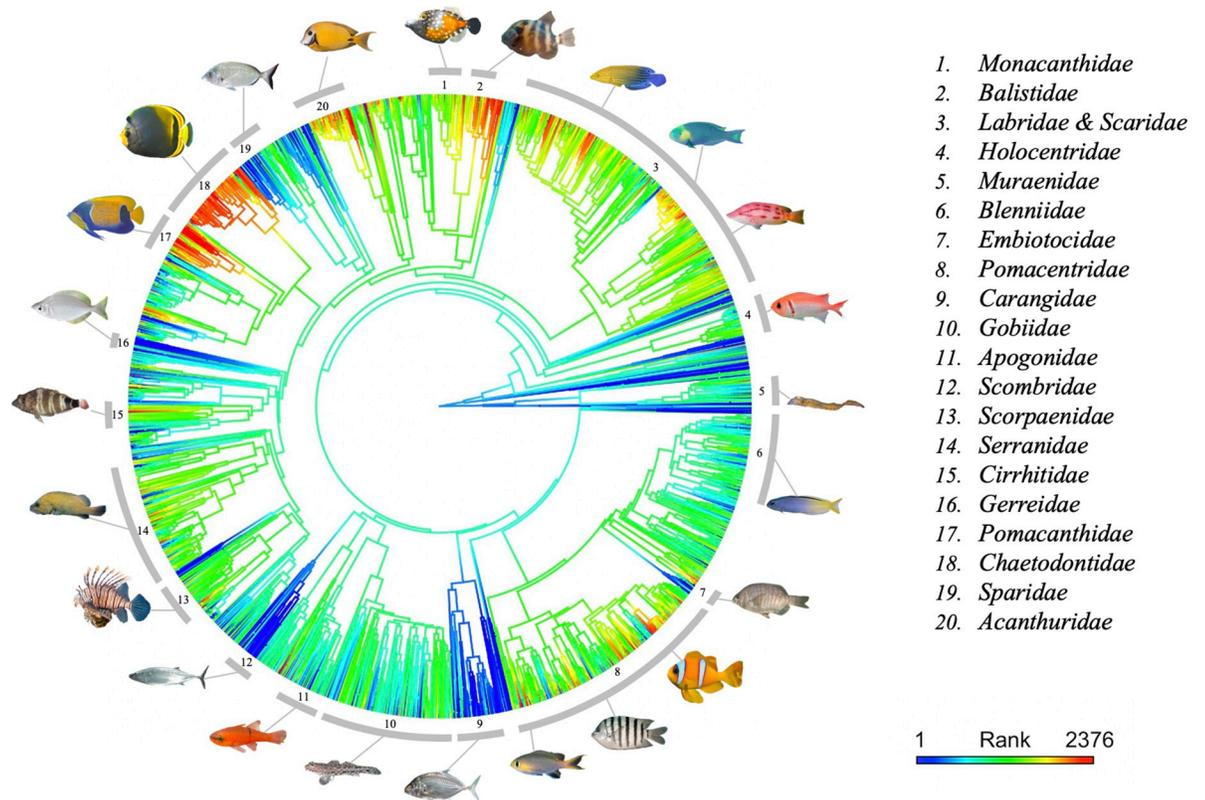 1
2
3
4
5
6
7
8
9
10
11
12
13
14
15
16
17
18
19
20
1. Monacanthidae
2. Balistidae
3. Labridae & Scaridae
4. Holocentridae
5. Muraenidae
6. Blenniidae
7. Embiotocidae
8. Pomacentridae
9. Carangidae
10. Gobiidae
11. Apogonidae
12. Scombridae
13. Scorpaenidae
14. Serranidae
15. Cirrhitidae
16. Gerreidae
17. Pomacanthidae
18. Chaetodontidae
19. Sparidae
20. Acanthuridae
1 Rank 2376